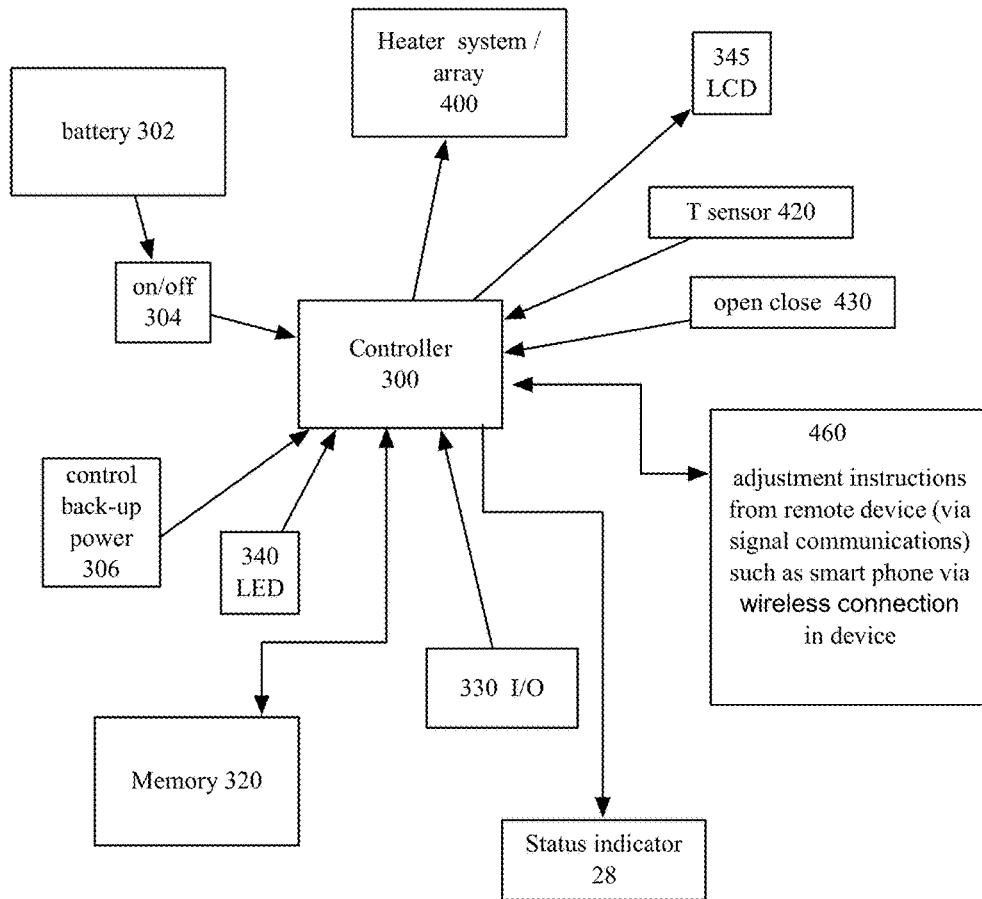 Heater system /
array
400
345
LCD
battery 302
T sensor 420
on/off
304
open close 430
Controller
300
460
adjustment instructions
from remote device (via
signal communications)
such as smart phone via
wireless connection
in device
control
back-up
power
306
340
LED
330 I/O
Memory 320
Status indicator
28